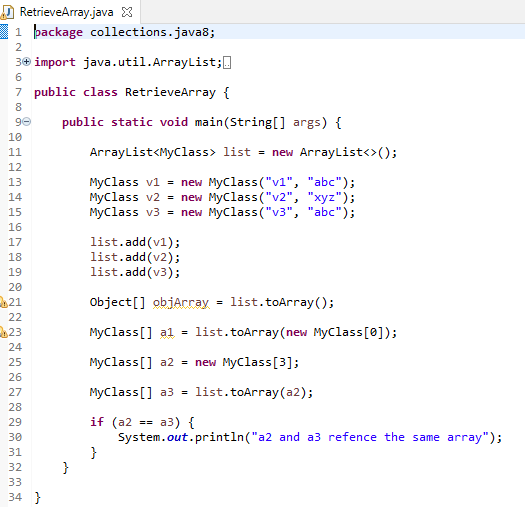 RetrieveArray.java
1 package collections.java8;
2
3 import java.util.ArrayList;
6
7 public class RetrieveArray {
8
9 public static void main(String[] args) {
10
11 ArrayList<MyClass> list = new ArrayList<>();
12
13 MyClass v1 = new MyClass("v1", "abc");
14 MyClass v2 = new MyClass("v2", "xyz");
15 MyClass v3 = new MyClass("v3", "abc");
16
17 list.add(v1);
18 list.add(v2);
19 list.add(v3);
20
21 Object[] objArray = list.toArray();
22
23 MyClass[] a1 = list.toArray(new MyClass[0]);
24
25 MyClass[] a2 = new MyClass[3];
26
27 MyClass[] a3 = list.toArray(a2);
28
29 if (a2 == a3) {
30 System.out.println("a2 and a3 refence the same array");
31 }
32 }
33
34 }